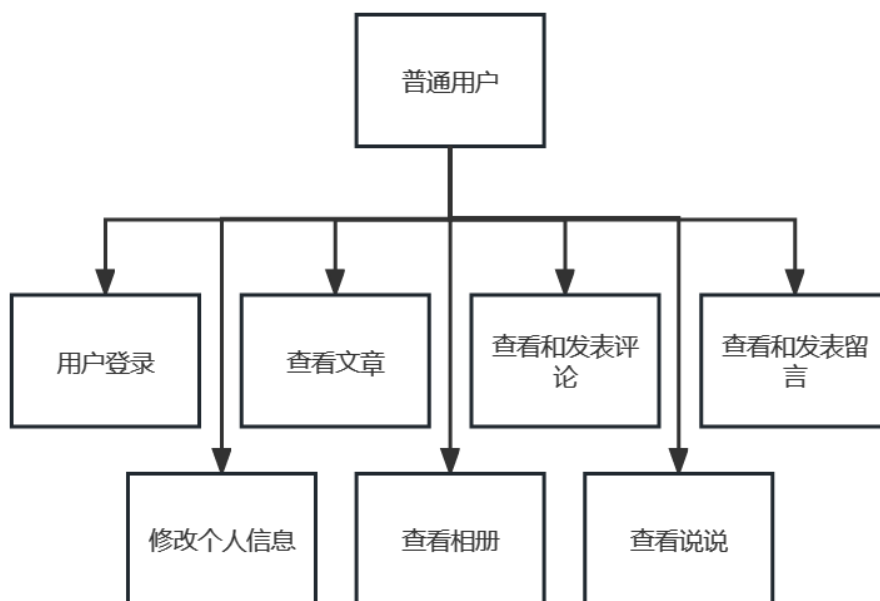 普通用户
用户登录
查看文章
查看和发表评
论
查看和发表留
言
修改个人信息
查看相册
查看说说